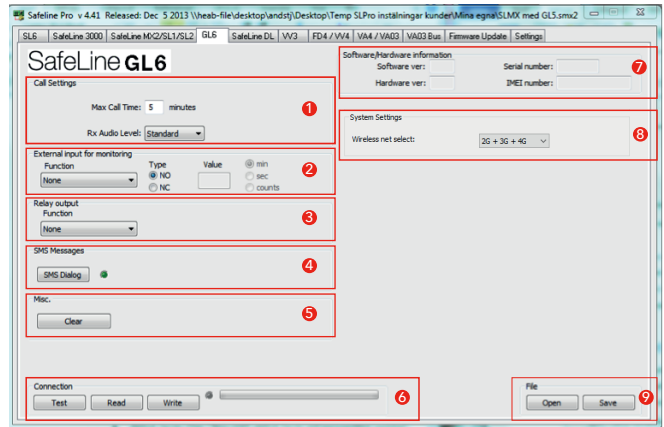 Safeline Pro v 4.41 Released: Dec 5 2013 \\heab-file\desktop\andstj\Desktop\Temp SLPro inställningar kunder\Mina egna\SLMX med GL5.smx2
SL6 SafeLine 3000 SafeLine MX2/SL1/SL2 GL6 SafeLine DL VV3 FD4 / VV4 VA4 / VA03 VA03 Bus Firmware Update Settings
SafeLine GL6
Call Settings
Max Call Time: 5 minutes
Rx Audio Level: Standard
1
External input for monitoring
Function Type Value
None NO NC
min
sec
counts
2
Relay output
Function
None
3
SMS Messages
SMS Dialog
4
Misc.
Clear
5
Connection
Test Read Write
6
Software/Hardware information
Software ver: Serial number:
Hardware ver: IMEI number:
7
System Settings
Wireless net select: 2G + 3G + 4G
8
File
Open Save
9